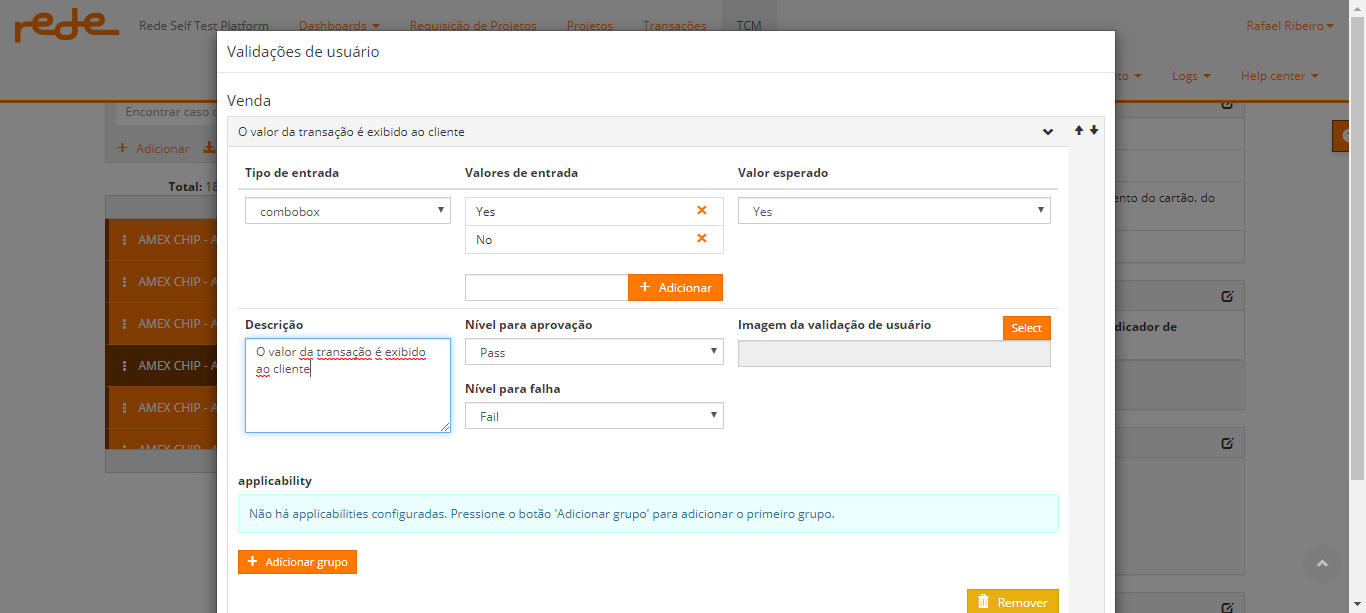 rede
Rede Self Test Platform
Dashboards
Requisição de Projetos
Projetos
Transações
TCM
Rafael Ribeiro
Logs
Help center
Validações de usuário
Venda
Encontrar caso
O valor da transação é exibido ao cliente
Adicionar
Total: 18
Tipo de entrada
Valores de entrada
Valor esperado
combobox
Yes
Yes
No
Adicionar
ento do cartão. do
AMEX CHIP - A
AMEX CHIP - A
AMEX CHIP - A
AMEX CHIP - A
AMEX CHIP - A
AMEX CHIP - A
Descrição
Nível para aprovação
Imagem da validação de usuário
Select
dicador de
O valor da transação é exibido
ao cliente
Pass
Nível para falha
Fail
applicability
Não há applicabilities configuradas. Pressione o botão 'Adicionar grupo' para adicionar o primeiro grupo.
Adicionar grupo
Remover